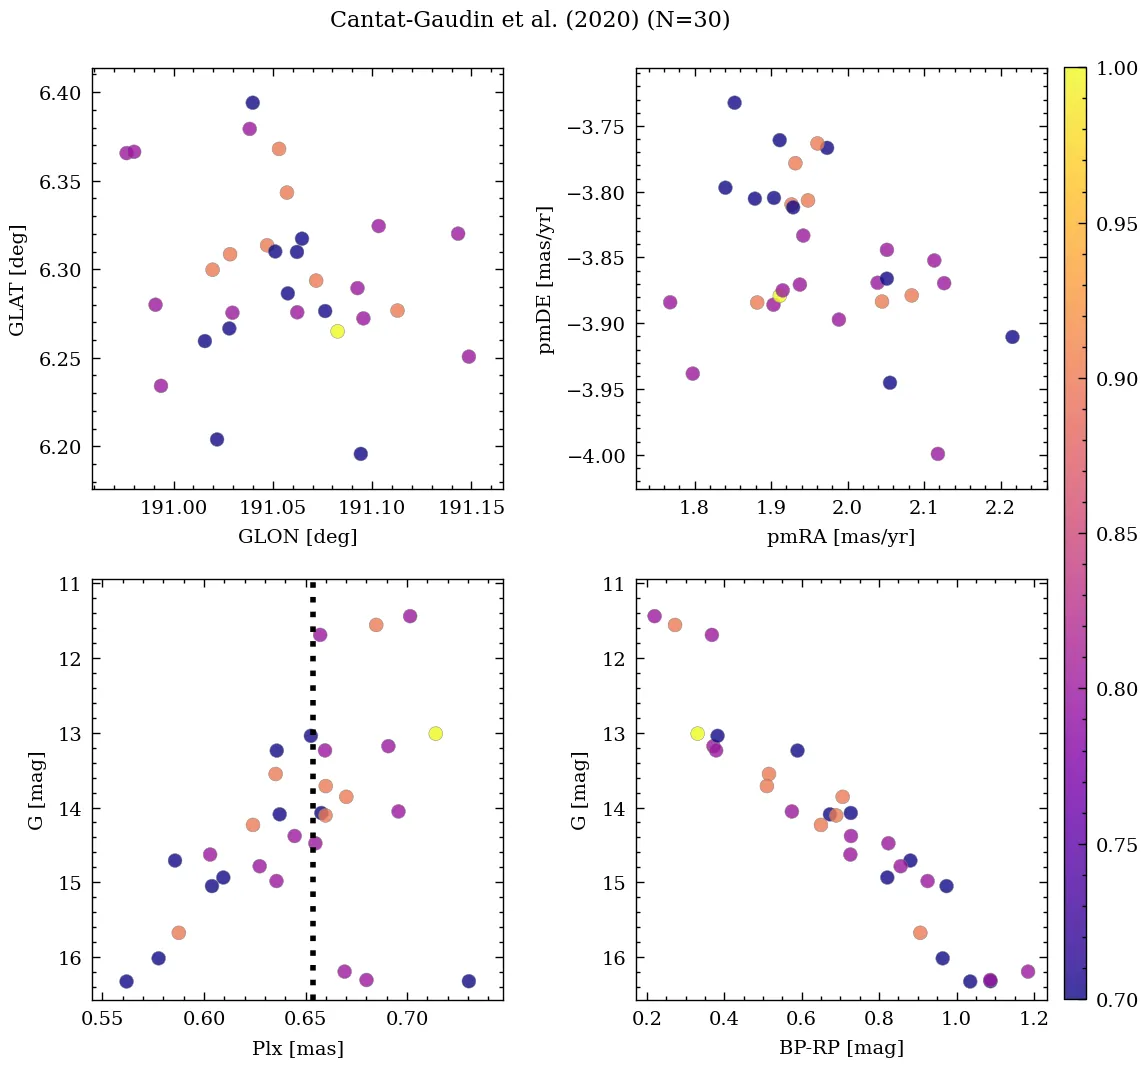 Cantat-Gaudin et al. (2020) (N=30)
6.40
6.35
6.30
6.25
6.20
GLAT [deg]
191.00 191.05 191.10 191.15
GLON [deg]
−3.75
−3.80
−3.85
−3.90
−3.95
−4.00
pmDE [mas/yr]
1.8 1.9 2.0 2.1 2.2
pmRA [mas/yr]
11
12
13
14
15
16
G [mag]
0.55 0.60 0.65 0.70
Plx [mas]
11
12
13
14
15
16
G [mag]
0.2 0.4 0.6 0.8 1.0 1.2
BP-RP [mag]
1.00
0.95
0.90
0.85
0.80
0.75
0.70